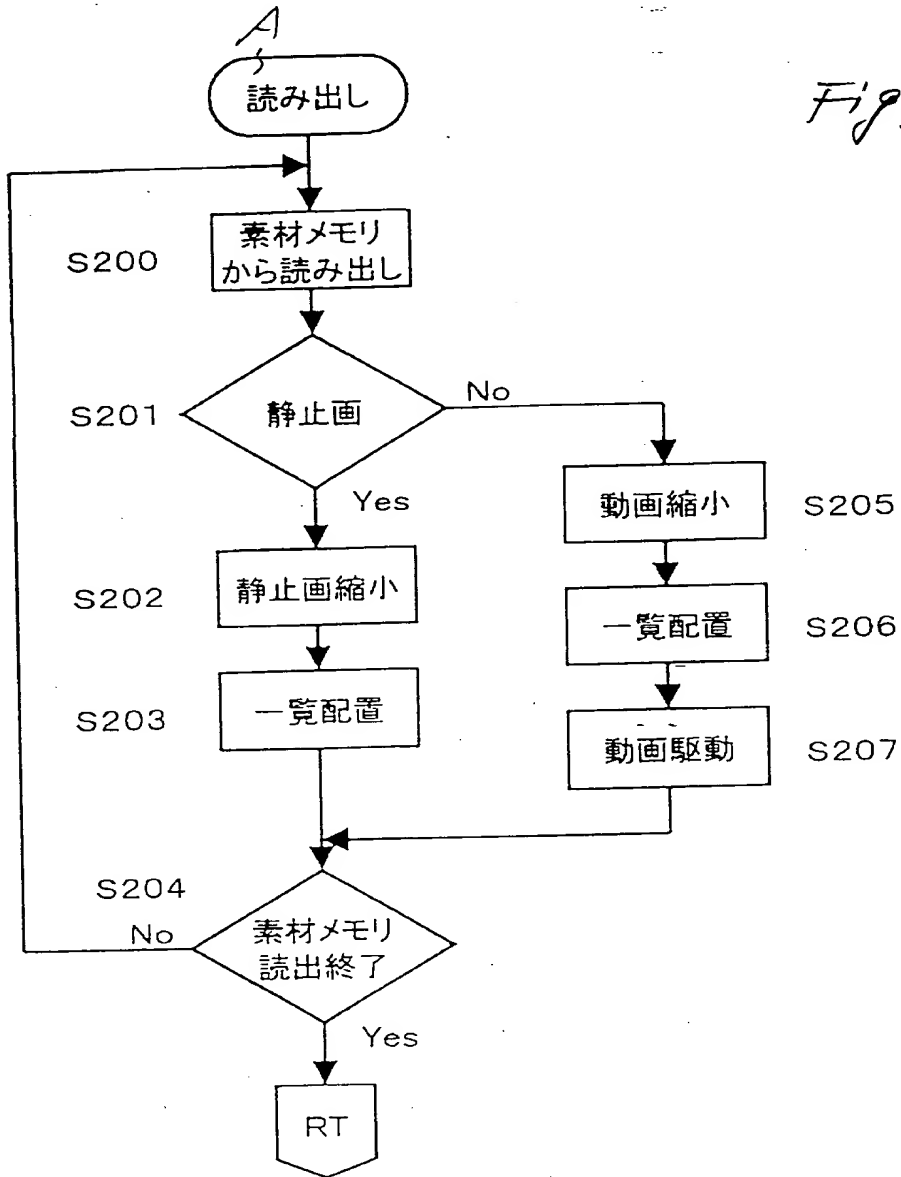 A
読み出し
Fig.
S200
素材メモリ
から読み出し
S201
静止画
No
Yes
動画縮小
S205
S202
静止画縮小
一覧配置
S206
S203
一覧配置
動画駆動
S207
S204
No
素材メモリ
読出終了
Yes
RT